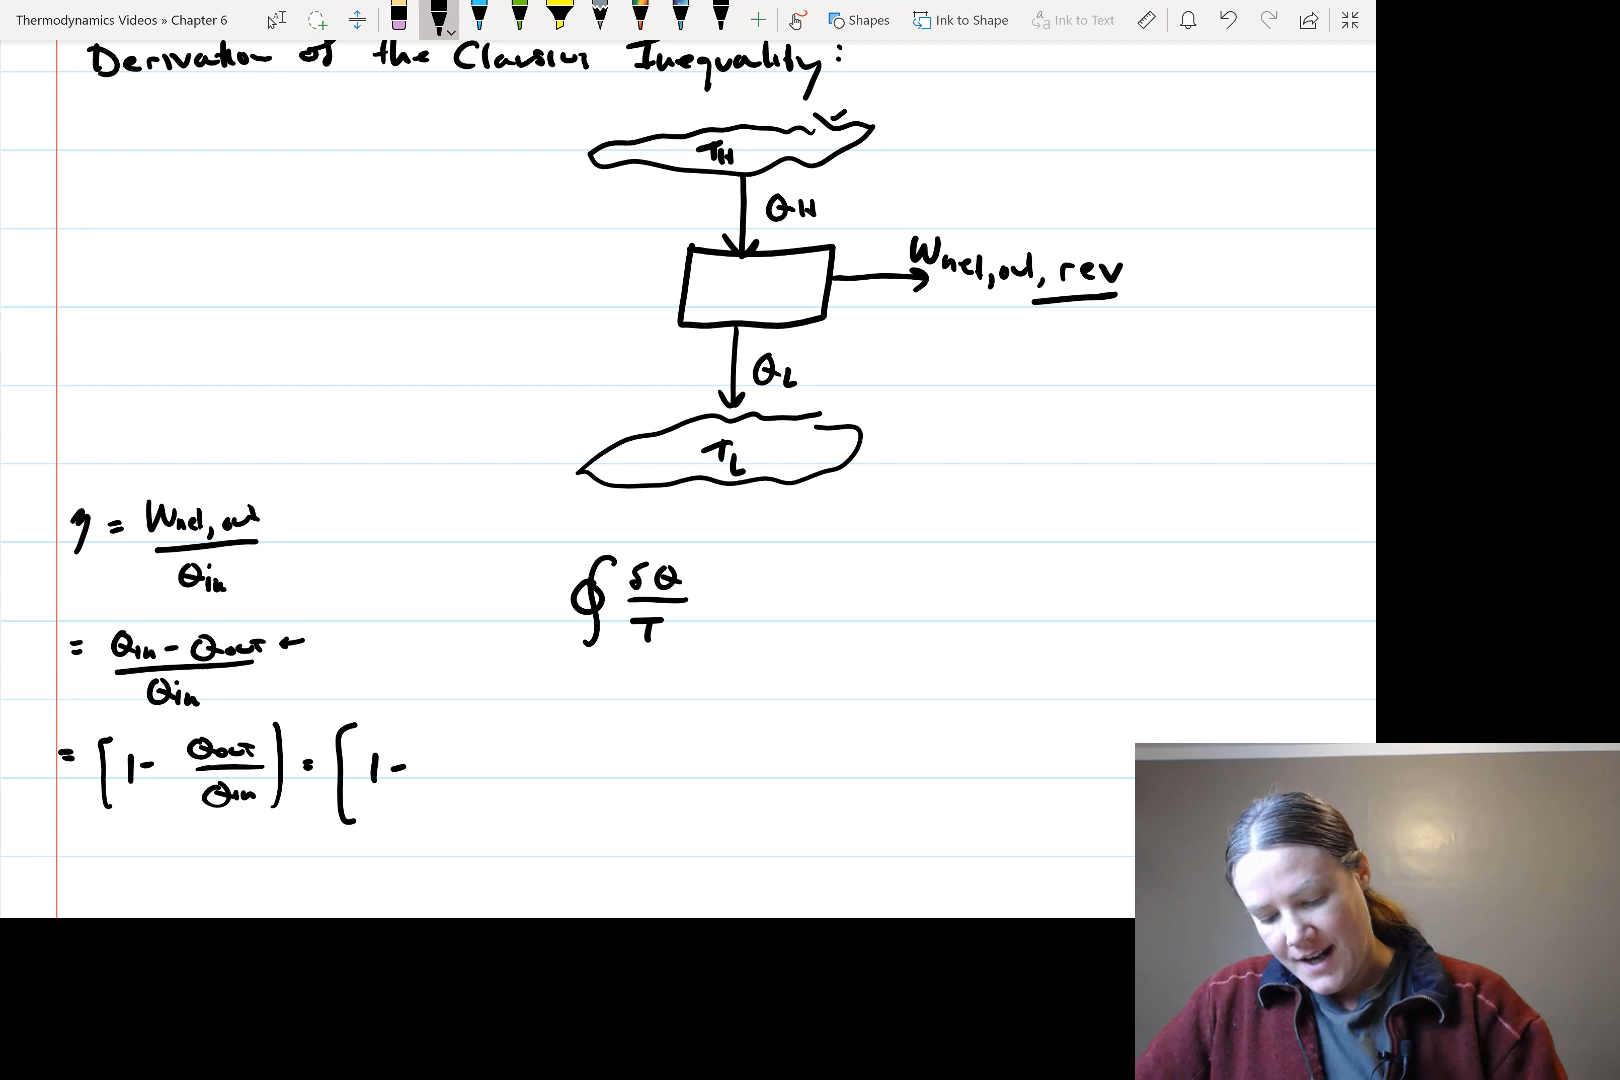 Thermodynamics Videos » Chapter 6
Shapes
Ink to Shape
Ink to Text
Derivation of the Clausius Inequality:
TH
QH
Wnet,out, rev
QL
TL
η = Wnet,out / Qin
= Qin - Qout / Qin ←
∮ δQ / T
= [1 - Qout / Qin] = [1 -